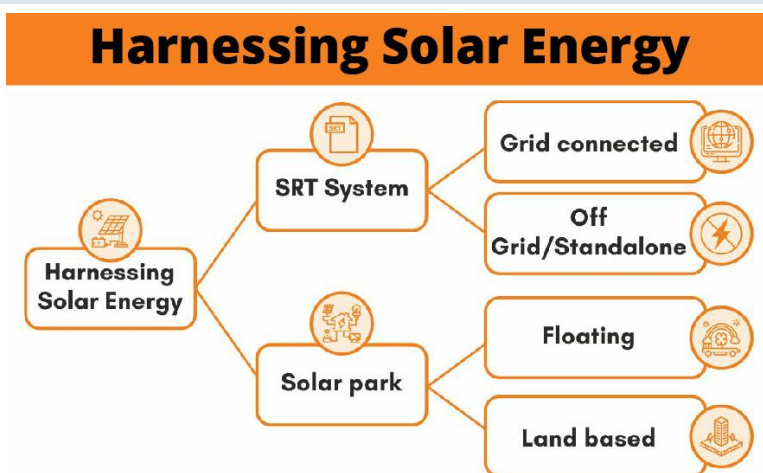 Harnessing Solar Energy
Grid connected
SRT
SRT System
Off
Grid/Standalone
Harnessing
Solar Energy
Floating
Solar park
Land based